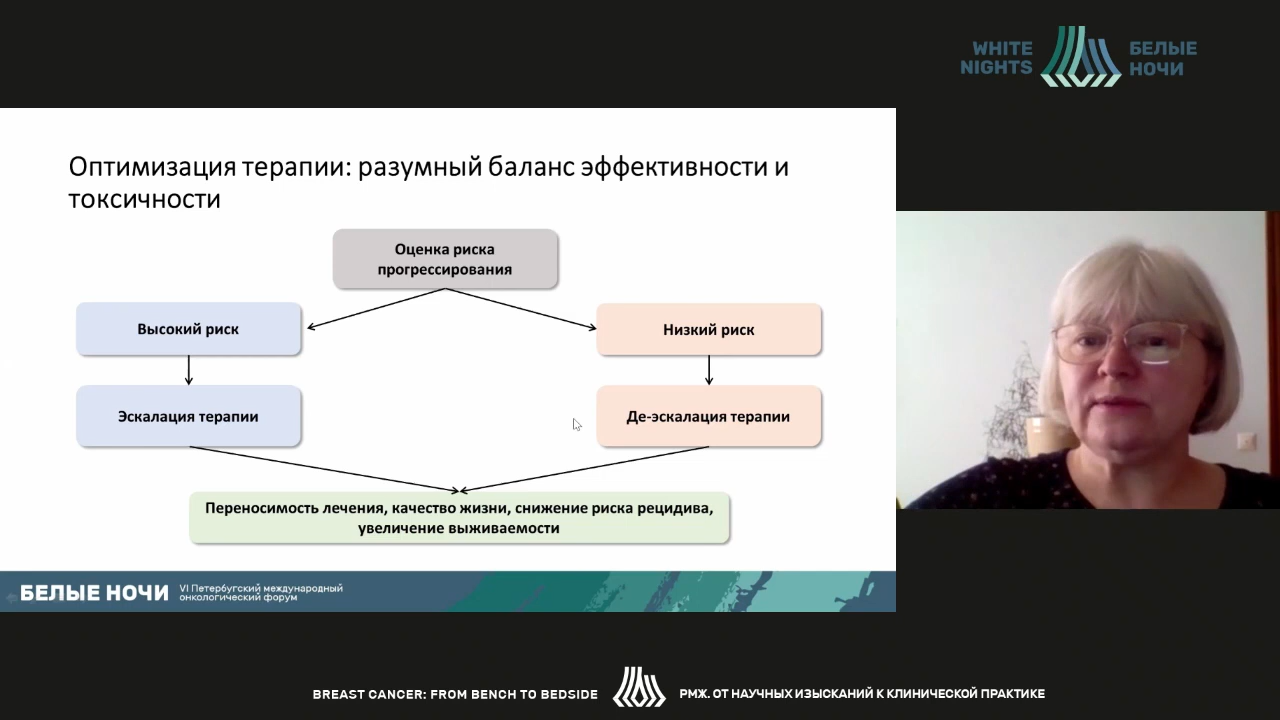 WHITE
NIGHTS
БЕЛЫЕ
НОЧИ
Оптимизация терапии: разумный баланс эффективности и
токсичности
Оценка риска
прогрессирования
Высокий риск
Низкий риск
Эскалация терапии
Де-эскалация терапии
Переносимость лечения, качество жизни, снижение риска рецидива,
увеличение выживаемости
БЕЛЫЕ НОЧИ
VI Петербургский международный
онкологический форум
BREAST CANCER: FROM BENCH TO BEDSIDE
РМЖ. ОТ НАУЧНЫХ ИЗЫСКАНИЙ К КЛИНИЧЕСКОЙ ПРАКТИКЕ